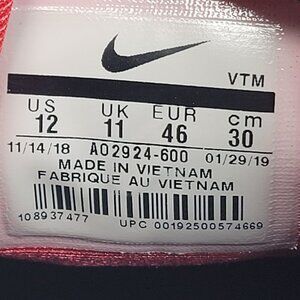 VTM
US UK EUR cm
12 11 46 30
11/14/18 AO2924-600 01/29/19
MADE IN VIETNAM
FABRIQUE AU VIETNAM
108937477
UPC 00192500574669